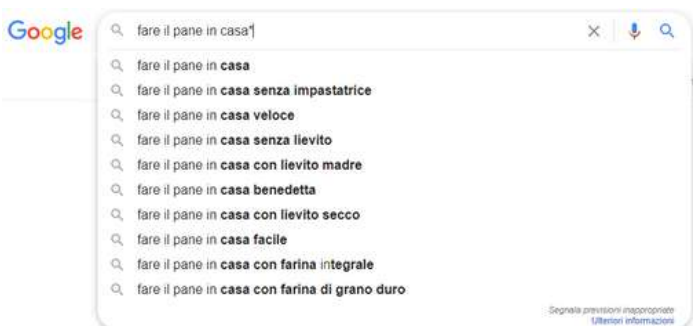 Google
fare il pane in casa*
fare il pane in casa
fare il pane in casa senza impastatrice
fare il pane in casa veloce
fare il pane in casa senza lievito
fare il pane in casa con lievito madre
fare il pane in casa benedetta
fare il pane in casa con lievito secco
fare il pane in casa facile
fare il pane in casa con farina integrale
fare il pane in casa con farina di grano duro
Segnala previsioni inappropriate
Ulteriori informazioni